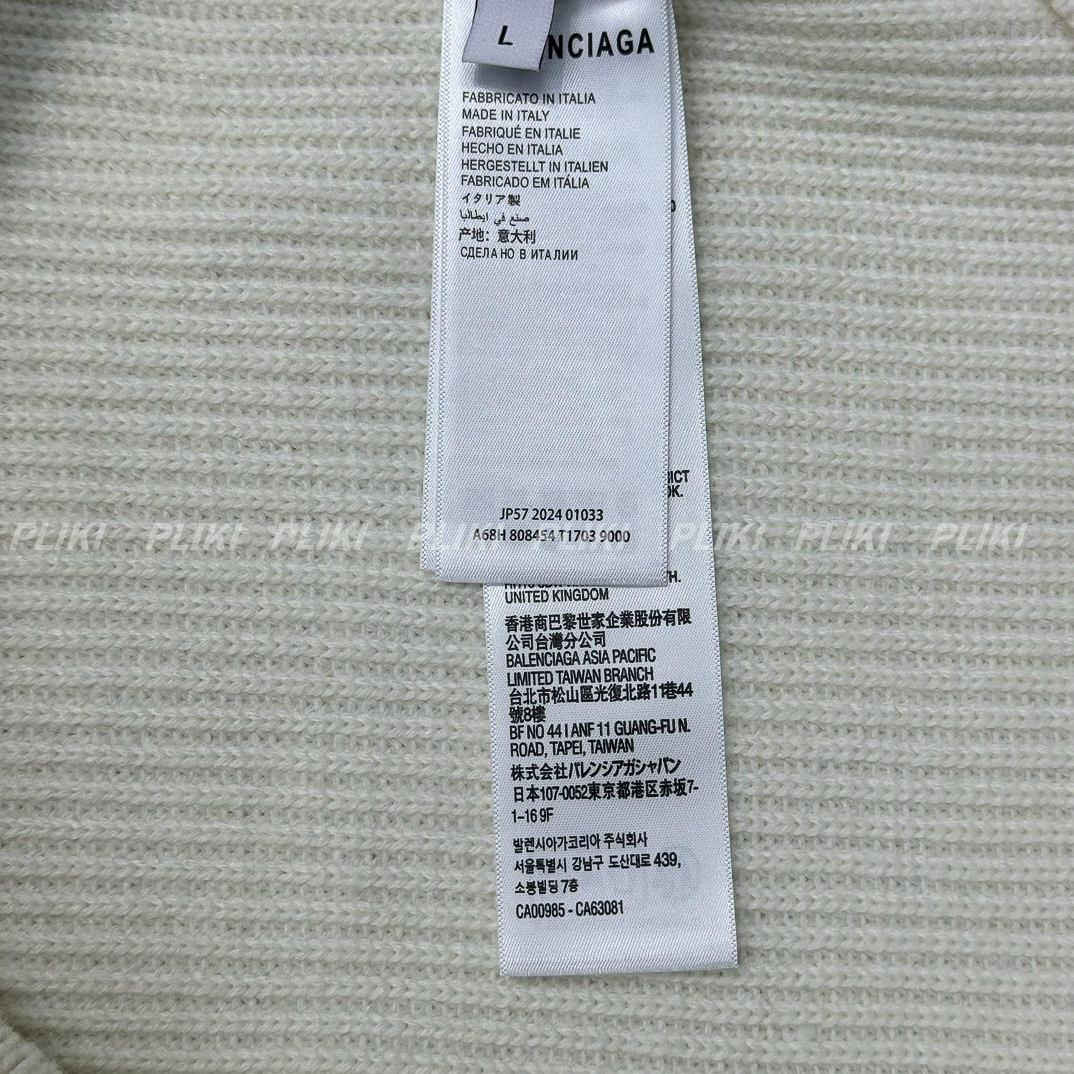 L
NCIAGA
FABBRICATO IN ITALIA
MADE IN ITALY
FABRIQUÉ EN ITALIE
HECHO EN ITALIA
HERGESTELLT IN ITALIEN
FABRICADO EM ITÁLIA
イタリア製
صنع في ايطاليا
产地：意大利
СДЕЛАНО В ИТАЛИИ
JP57 2024 01033
A68H 808454 T1703 9000
PLIKI PLIKI PLIKI PLIKI PLIKI PLIKI PLIKI PLIKI
UNITED KINGDOM
香港商巴黎世家企業股份有限
公司台灣分公司
BALENCIAGA ASIA PACIFIC
LIMITED TAIWAN BRANCH
台北市松山區光復北路11巷44
號8樓
BF NO 44 I ANF 11 GUANG-FU N.
ROAD, TAPEI, TAIWAN
株式会社バレンシアガジャパン
日本107-0052東京都港区赤坂7-
1-16 9F
발렌시아가코리아 주식회사
서울특별시 강남구 도산대로 439,
소봉빌딩 7층
CA00985 - CA63081